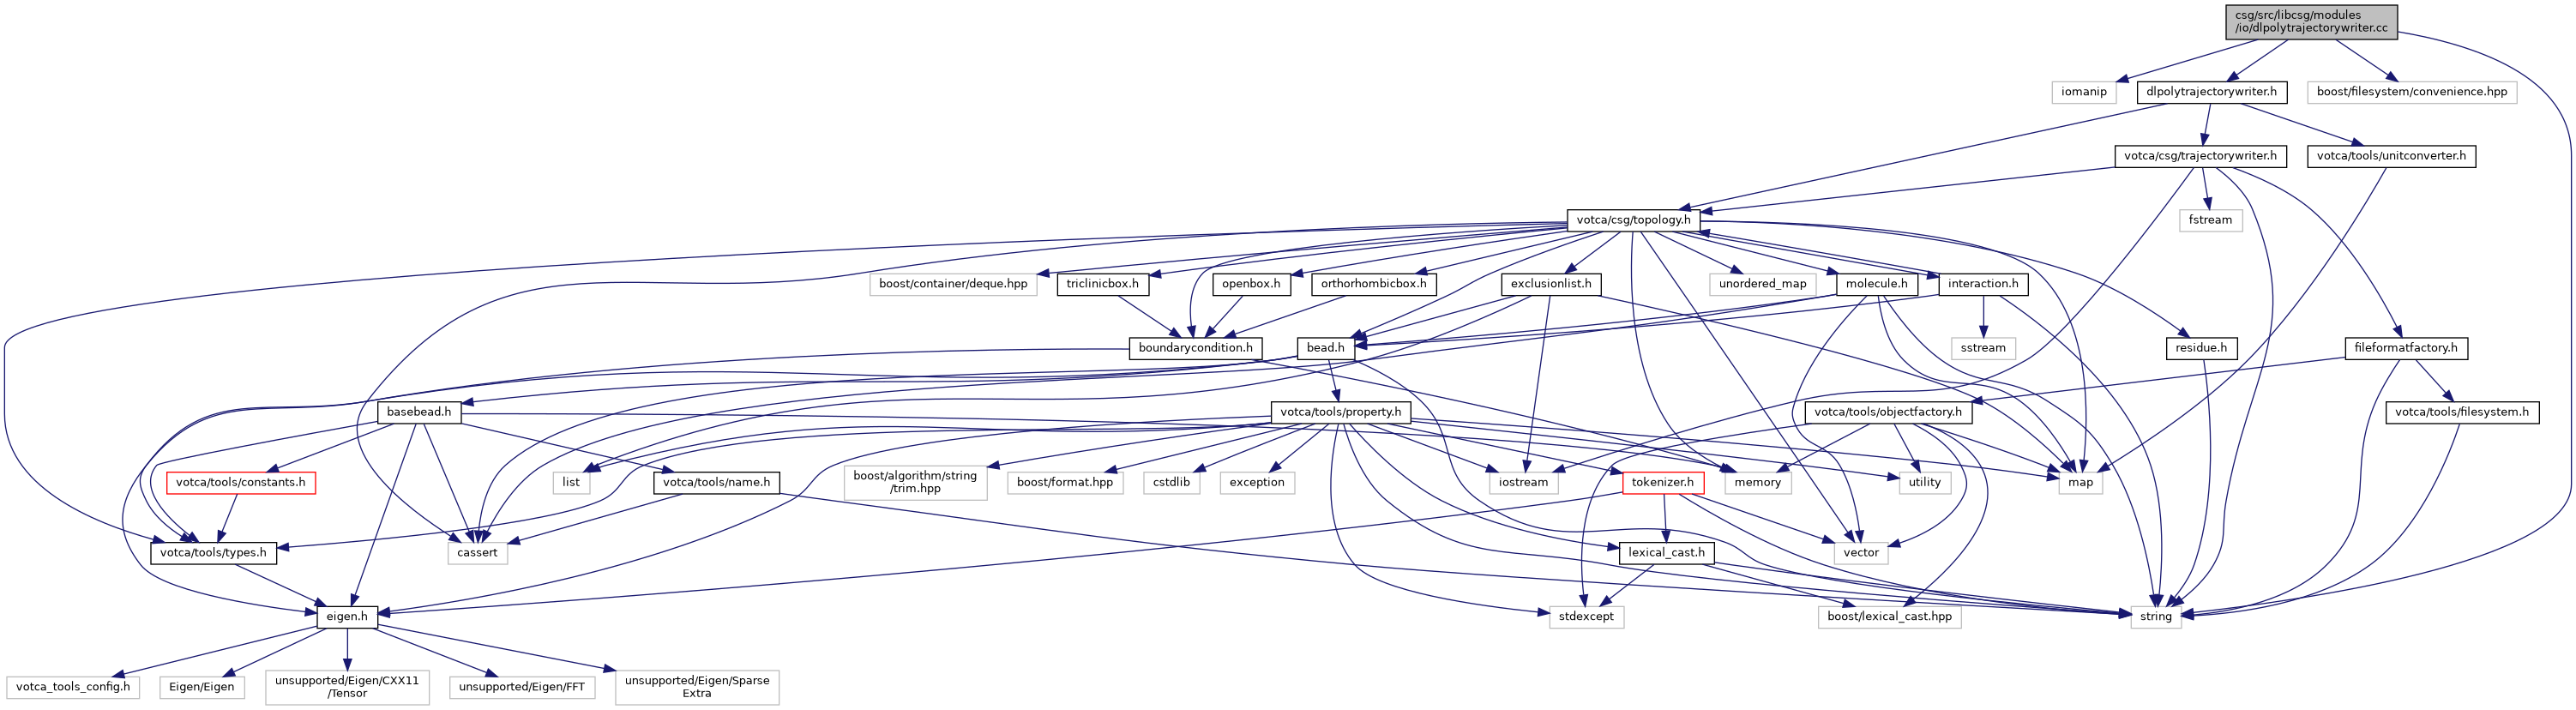 csg/src/libcsg/modules
/io/dlpolytrajectorywriter.cc
iomanip
dlpolytrajectorywriter.h
boost/filesystem/convenience.hpp
votca/csg/trajectorywriter.h
votca/tools/unitconverter.h
votca/csg/topology.h
fstream
boost/container/deque.hpp
triclinicbox.h
openbox.h
orthorhombicbox.h
exclusionlist.h
unordered_map
molecule.h
interaction.h
boundarycondition.h
bead.h
sstream
residue.h
fileformatfactory.h
basebead.h
votca/tools/property.h
votca/tools/objectfactory.h
votca/tools/filesystem.h
votca/tools/constants.h
list
votca/tools/name.h
boost/algorithm/string
/trim.hpp
boost/format.hpp
cstdlib
exception
iostream
tokenizer.h
memory
utility
map
votca/tools/types.h
cassert
lexical_cast.h
vector
eigen.h
stdexcept
boost/lexical_cast.hpp
string
votca_tools_config.h
Eigen/Eigen
unsupported/Eigen/CXX11
/Tensor
unsupported/Eigen/FFT
unsupported/Eigen/Sparse
Extra